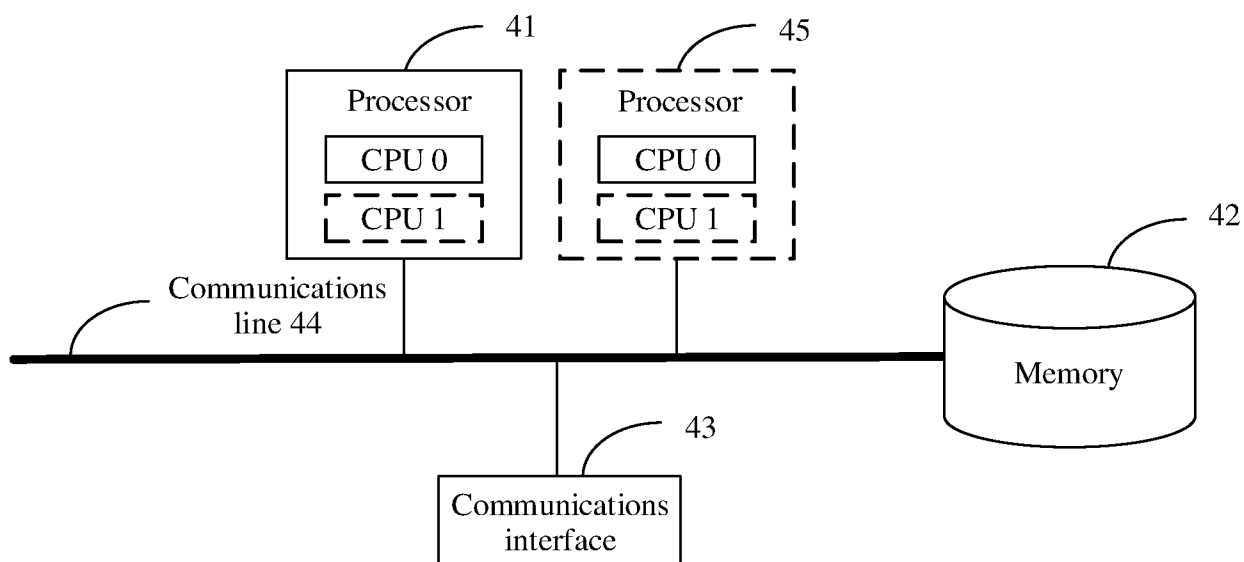 41
45
Processor
Processor
CPU 0
CPU 0
CPU 1
CPU 1
42
Communications
line 44
Memory
43
Communications
interface